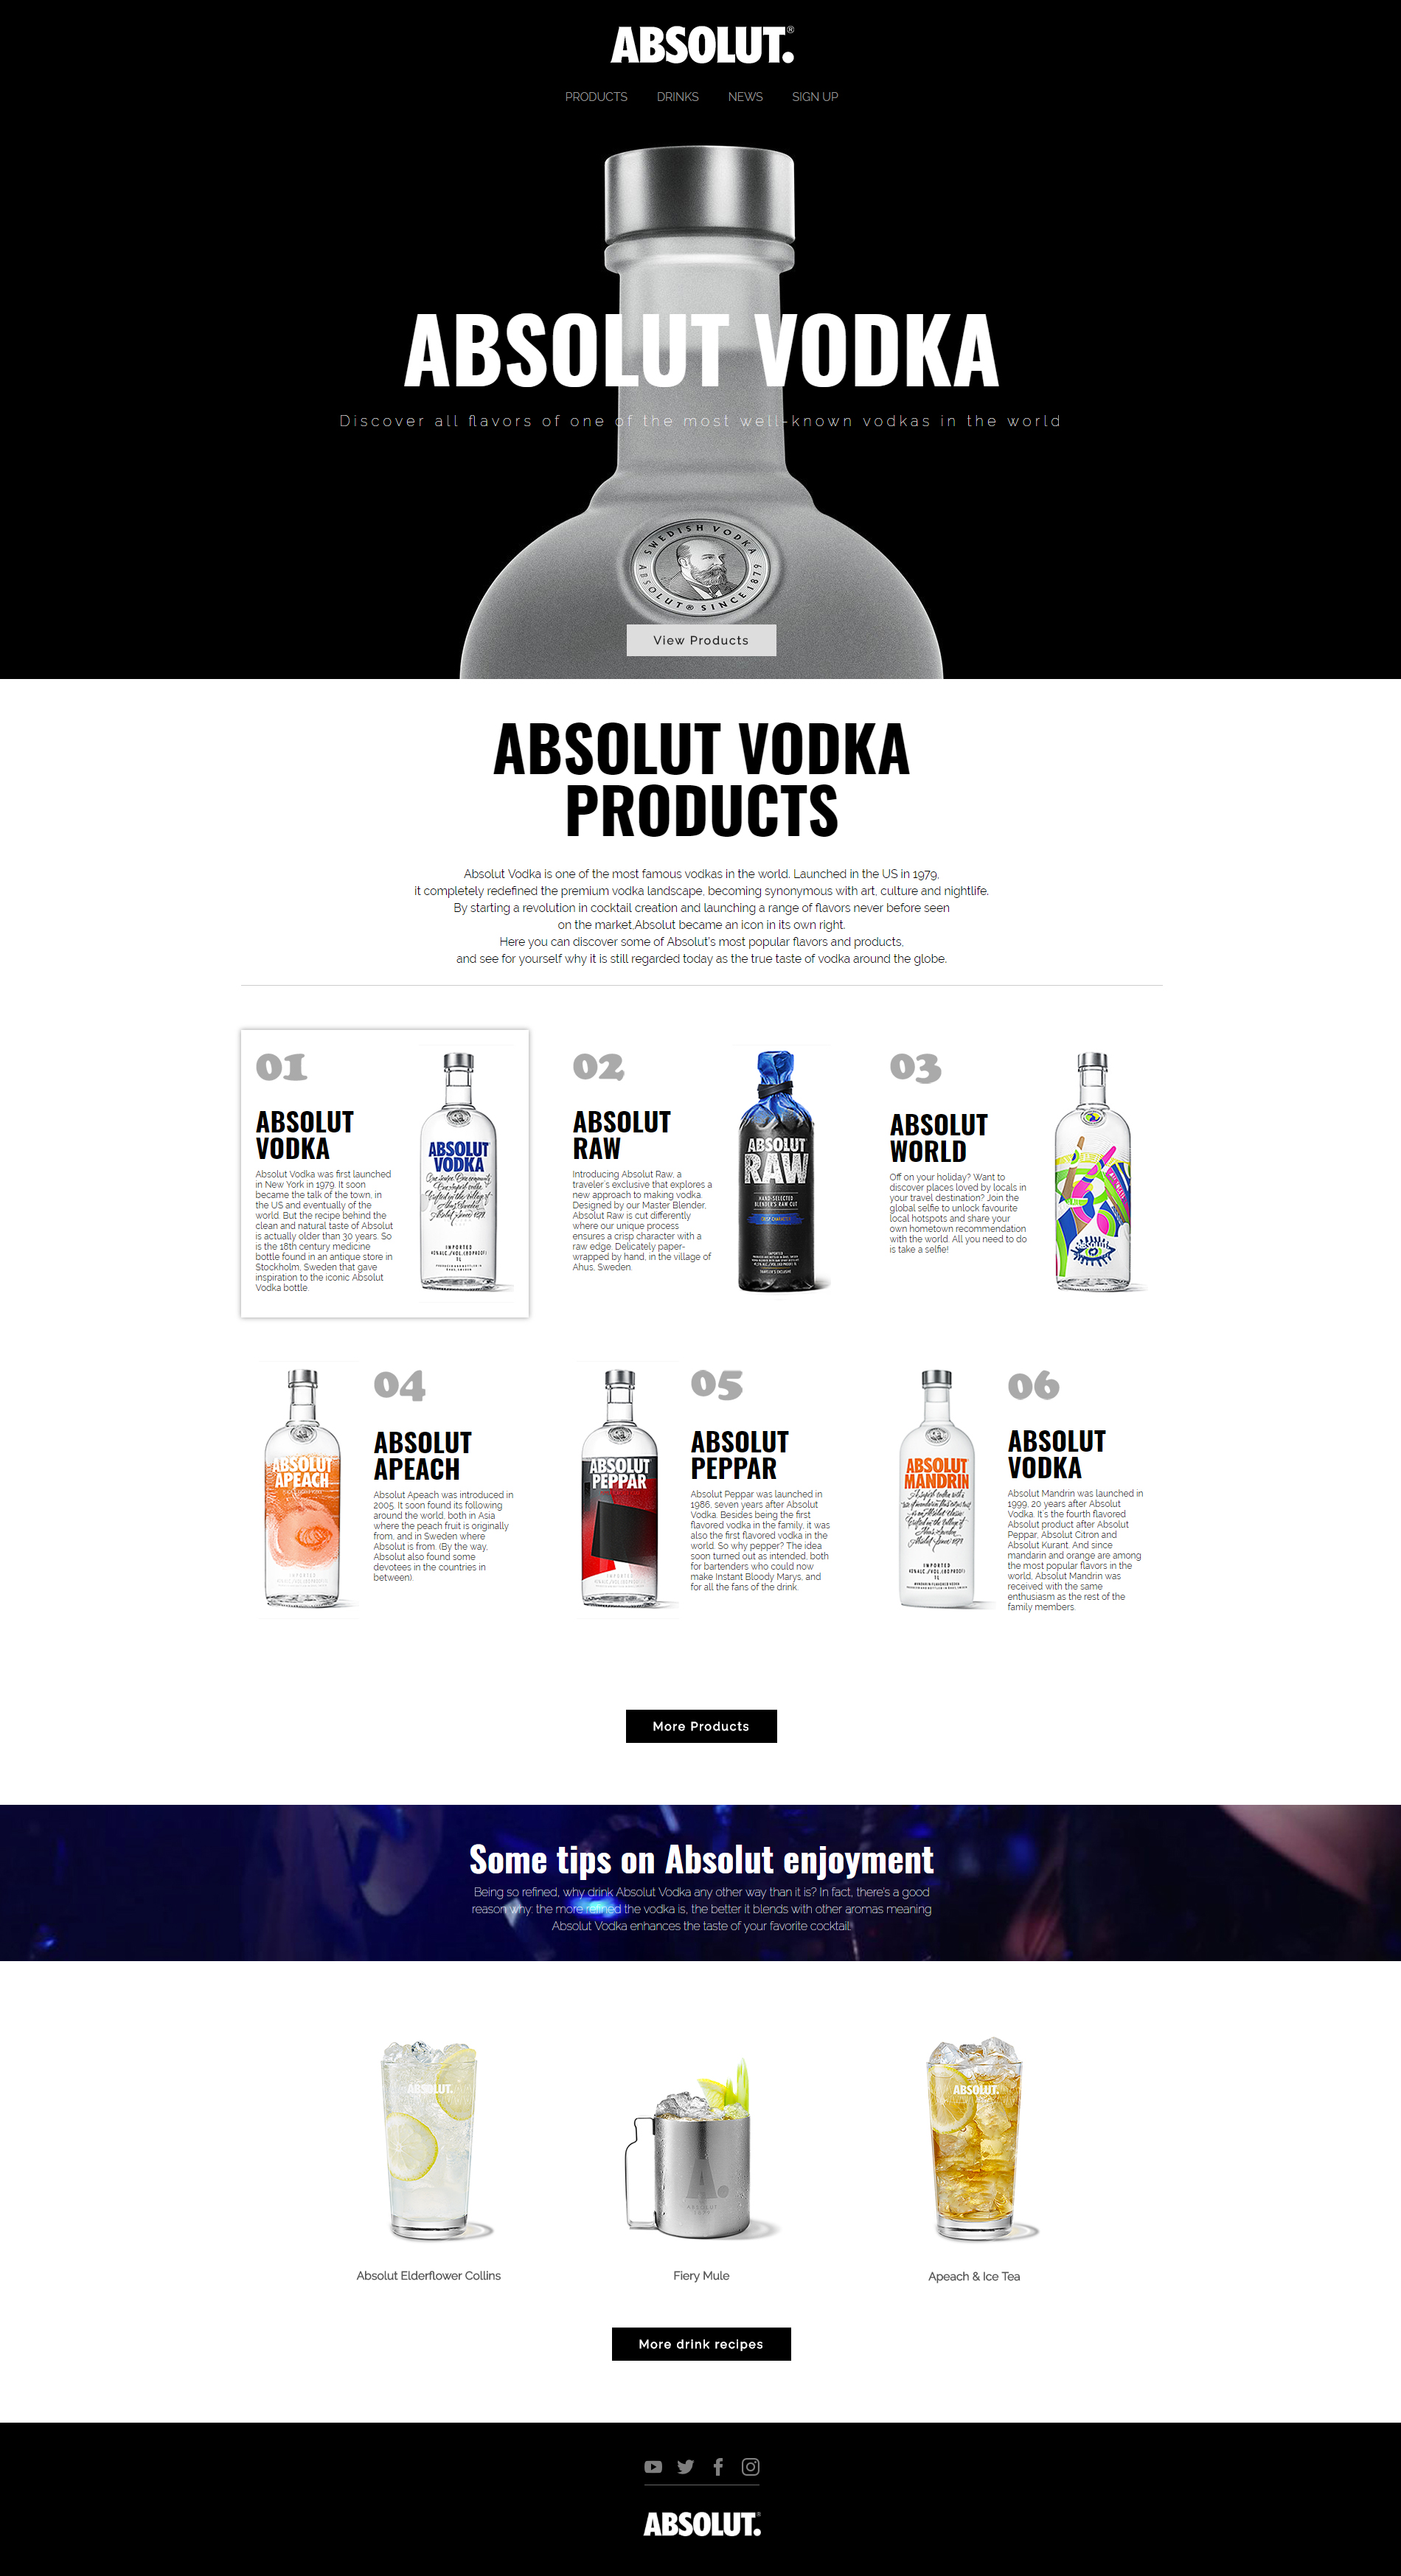 ABSOLUT.®
PRODUCTS DRINKS NEWS SIGN UP
ABSOLUT VODKA
Discover all flavors of one of the most well-known vodkas in the world
SWEDISH VODKA
ABSOLUT® SINCE 1879
View Products
ABSOLUT VODKA
PRODUCTS
Absolut Vodka is one of the most famous vodkas in the world. Launched in the US in 1979,
it completely redefined the premium vodka landscape, becoming synonymous with art, culture and nightlife.
By starting a revolution in cocktail creation and launching a range of flavors never before seen
on the market,Absolut became an icon in its own right.
Here you can discover some of Absolut's most popular flavors and products,
and see for yourself why it is still regarded today as the true taste of vodka around the globe.
01
ABSOLUT
VODKA
Absolut Vodka was first launched
in New York in 1979. It soon
became the talk of the town, in
the US and eventually of the
world. But the recipe behind the
clean and natural taste of Absolut
is actually older than 30 years. So
is the 18th century medicine
bottle found in an antique store in
Stockholm, Sweden that gave
inspiration to the iconic Absolut
Vodka bottle.
ABSOLUT
VODKA
IMPORTED
02
ABSOLUT
RAW
Introducing Absolut Raw, a
traveler's exclusive that explores a
new approach to making vodka.
Designed by our Master Blender,
Absolut Raw is cut differently
where our unique process
ensures a crisp character with a
raw edge. Delicately paper-
wrapped by hand, in the village of
Ahus, Sweden.
ABSOLUT
RAW
HAND-SELECTED
BLENDER'S RAW CUT
03
ABSOLUT
WORLD
Off on your holiday? Want to
discover places loved by locals in
your travel destination? Join the
global selfie to unlock favourite
local hotspots and share your
own hometown recommendation
with the world. All you need to do
is take a selfie!
ABSOLUT
04
ABSOLUT
APEACH
Absolut Apeach was introduced in
2005. It soon found its following
around the world, both in Asia
where the peach fruit is originally
from, and in Sweden where
Absolut is from. (By the way,
Absolut also found some
devotees in the countries in
between).
ABSOLUT
APEACH
IMPORTED
05
ABSOLUT
PEPPAR
Absolut Peppar was launched in
1986, seven years after Absolut
Vodka. Besides being the first
flavored vodka in the family, it was
also the first flavored vodka in the
world. So why pepper? The idea
soon turned out as intended, both
for bartenders who could now
make Instant Bloody Marys, and
for all the fans of the drink.
ABSOLUT
PEPPAR
IMPORTED
06
ABSOLUT
VODKA
Absolut Mandrin was launched in
1999, 20 years after Absolut
Vodka. It's the fourth flavored
Absolut product after Absolut
Peppar, Absolut Citron and
Absolut Kurant. And since
mandrin and orange are among
the most popular flavors in the
world, Absolut Mandrin was
received with the same
enthusiasm as the rest of the
family members.
ABSOLUT
MANDRIN
IMPORTED
More Products
Some tips on Absolut enjoyment
Being so refined, why drink Absolut Vodka any other way than it is? In fact, there's a good
reason why: the more refined the vodka is, the better it blends with other aromas meaning
Absolut Vodka enhances the taste of your favorite cocktail!
ABSOLUT.
A.
ABSOLUT
ABSOLUT.
Absolut Elderflower Collins
Fiery Mule
Apeach & Ice Tea
More drink recipes
ABSOLUT.